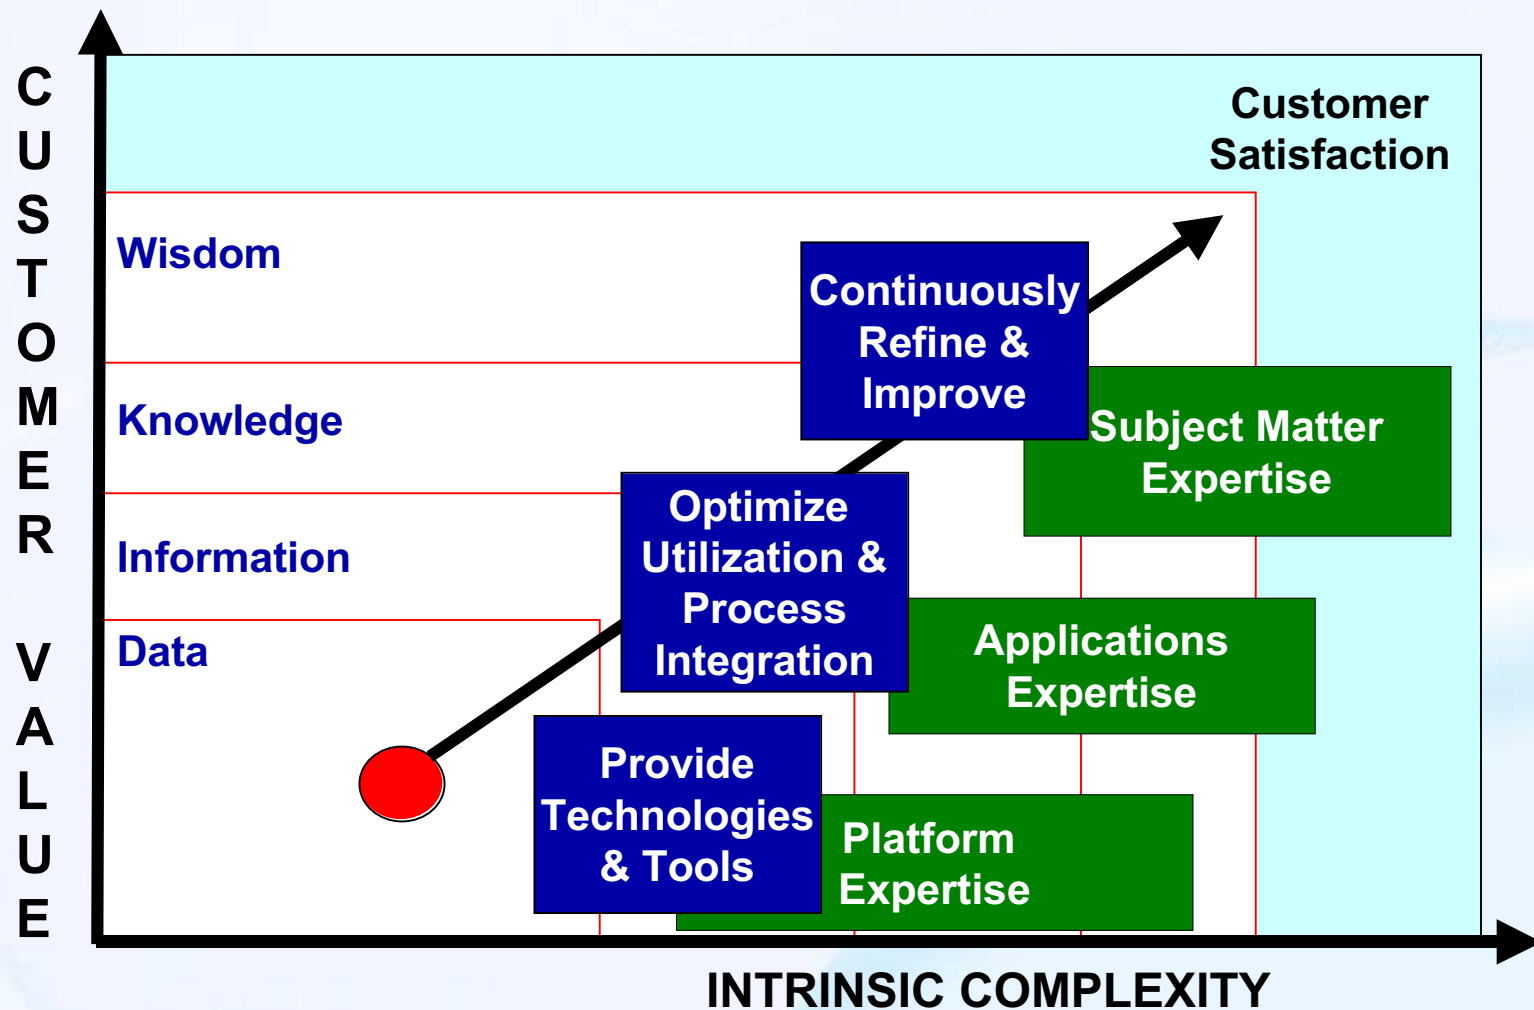 CUSTOMER VALUE
Customer
Satisfaction
Wisdom
Continuously
Refine &
Improve
Knowledge
Subject Matter
Expertise
Optimize
Utilization &
Process
Integration
Information
Data
Applications
Expertise
Provide
Technologies
& Tools
Platform
Expertise
INTRINSIC COMPLEXITY